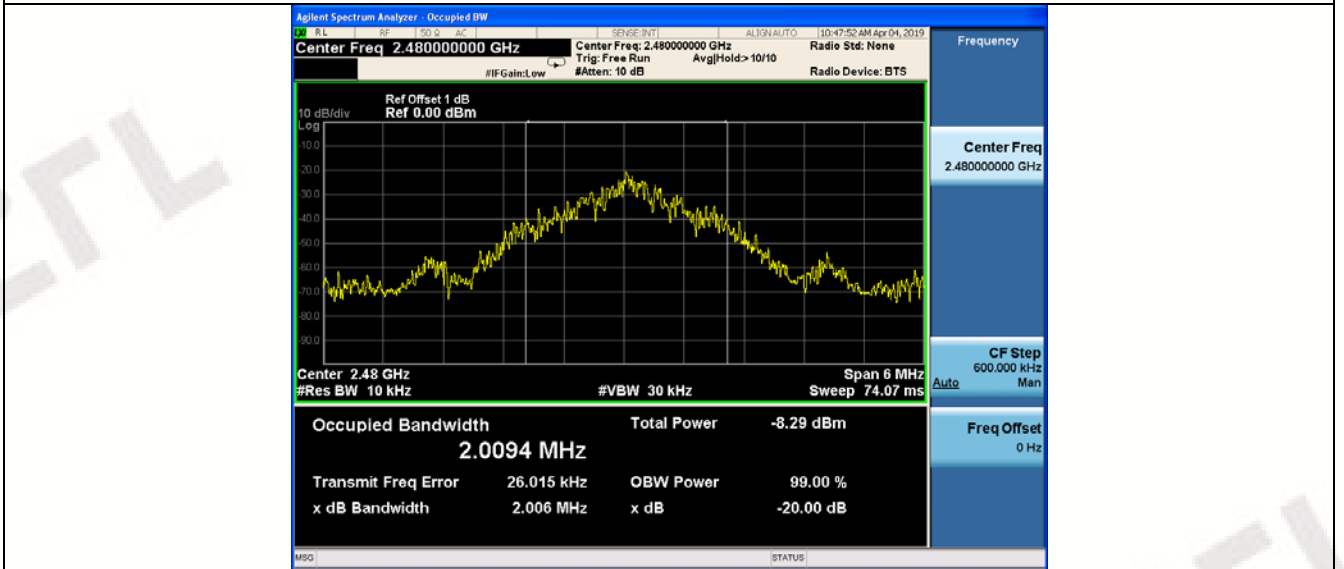 Agilent Spectrum Analyzer - Occupied BW
RL RF 50 Ω AC SENSE:INT ALIGNAUTO 10:47:52 AM Apr 04, 2019
Center Freq 2.480000000 GHz
Center Freq: 2.480000000 GHz Radio Std: None
Trig: Free Run Avg|Hold:> 10/10
#IFGain:Low #Atten: 10 dB Radio Device: BTS
Frequency
Ref Offset 1 dB
10 dB/div Ref 0.00 dBm
Log
-10.0
-20.0
-30.0
-40.0
-50.0
-60.0
-70.0
-80.0
-90.0
Center 2.48 GHz Span 6 MHz
#Res BW 10 kHz #VBW 30 kHz Sweep 74.07 ms
Center Freq
2.480000000 GHz
CF Step
600.000 kHz
Auto Man
Freq Offset
0 Hz
Occupied Bandwidth Total Power -8.29 dBm
2.0094 MHz
Transmit Freq Error 26.015 kHz OBW Power 99.00 %
x dB Bandwidth 2.006 MHz x dB -20.00 dB
MSG STATUS